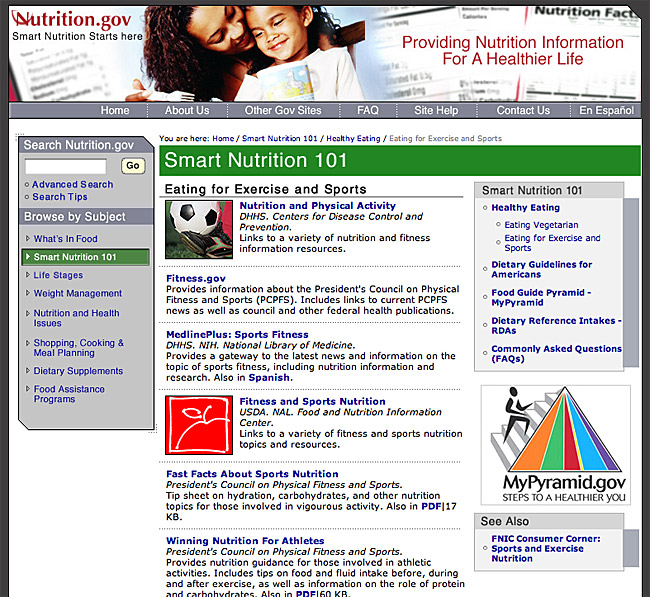 Nutrition.gov
Smart Nutrition Starts here
Nutrition Facts
Providing Nutrition Information
For A Healthier Life
Home
About Us
Other Gov Sites
FAQ
Site Help
Contact Us
En Español
Search Nutrition.gov
Go
Advanced Search
Search Tips
Browse by Subject
What's In Food
Smart Nutrition 101
Life Stages
Weight Management
Nutrition and Health
Issues
Shopping, Cooking &
Meal Planning
Dietary Supplements
Food Assistance
Programs
You are here: Home / Smart Nutrition 101 / Healthy Eating / Eating for Exercise and Sports
Smart Nutrition 101
Eating for Exercise and Sports
Nutrition and Physical Activity
DHHS. Centers for Disease Control and
Prevention.
Links to a variety of nutrition and fitness
information resources.
Fitness.gov
Provides information about the President's Council on Physical
Fitness and Sports (PCPFS). Includes links to current PCPFS
news as well as council and other federal health publications.
MedlinePlus: Sports Fitness
DHHS. NIH. National Library of Medicine.
Provides a gateway to the latest news and information on the
topic of sports fitness, including nutrition information and
research. Also in Spanish.
Fitness and Sports Nutrition
USDA. NAL. Food and Nutrition Information
Center.
Links to a variety of fitness and sports nutrition
topics and resources.
Fast Facts About Sports Nutrition
President's Council on Physical Fitness and Sports.
Tip sheet on hydration, carbohydrates, and other nutrition
topics for those involved in vigourous activity. Also in PDF|17
KB.
Winning Nutrition For Athletes
President's Council on Physical Fitness and Sports.
Provides nutrition guidance for those involved in athletic
activities. Includes tips on food and fluid intake before, during
and after exercise, as well as information on the role of protein
and carbohydrates. Also in PDF|60 KB.
Smart Nutrition 101
Healthy Eating
Eating Vegetarian
Eating for Exercise and
Sports
Dietary Guidelines for
Americans
Food Guide Pyramid -
MyPyramid
Dietary Reference Intakes -
RDAs
Commonly Asked Questions
(FAQs)
MyPyramid.gov
STEPS TO A HEALTHIER YOU
See Also
FNIC Consumer Corner:
Sports and Exercise
Nutrition